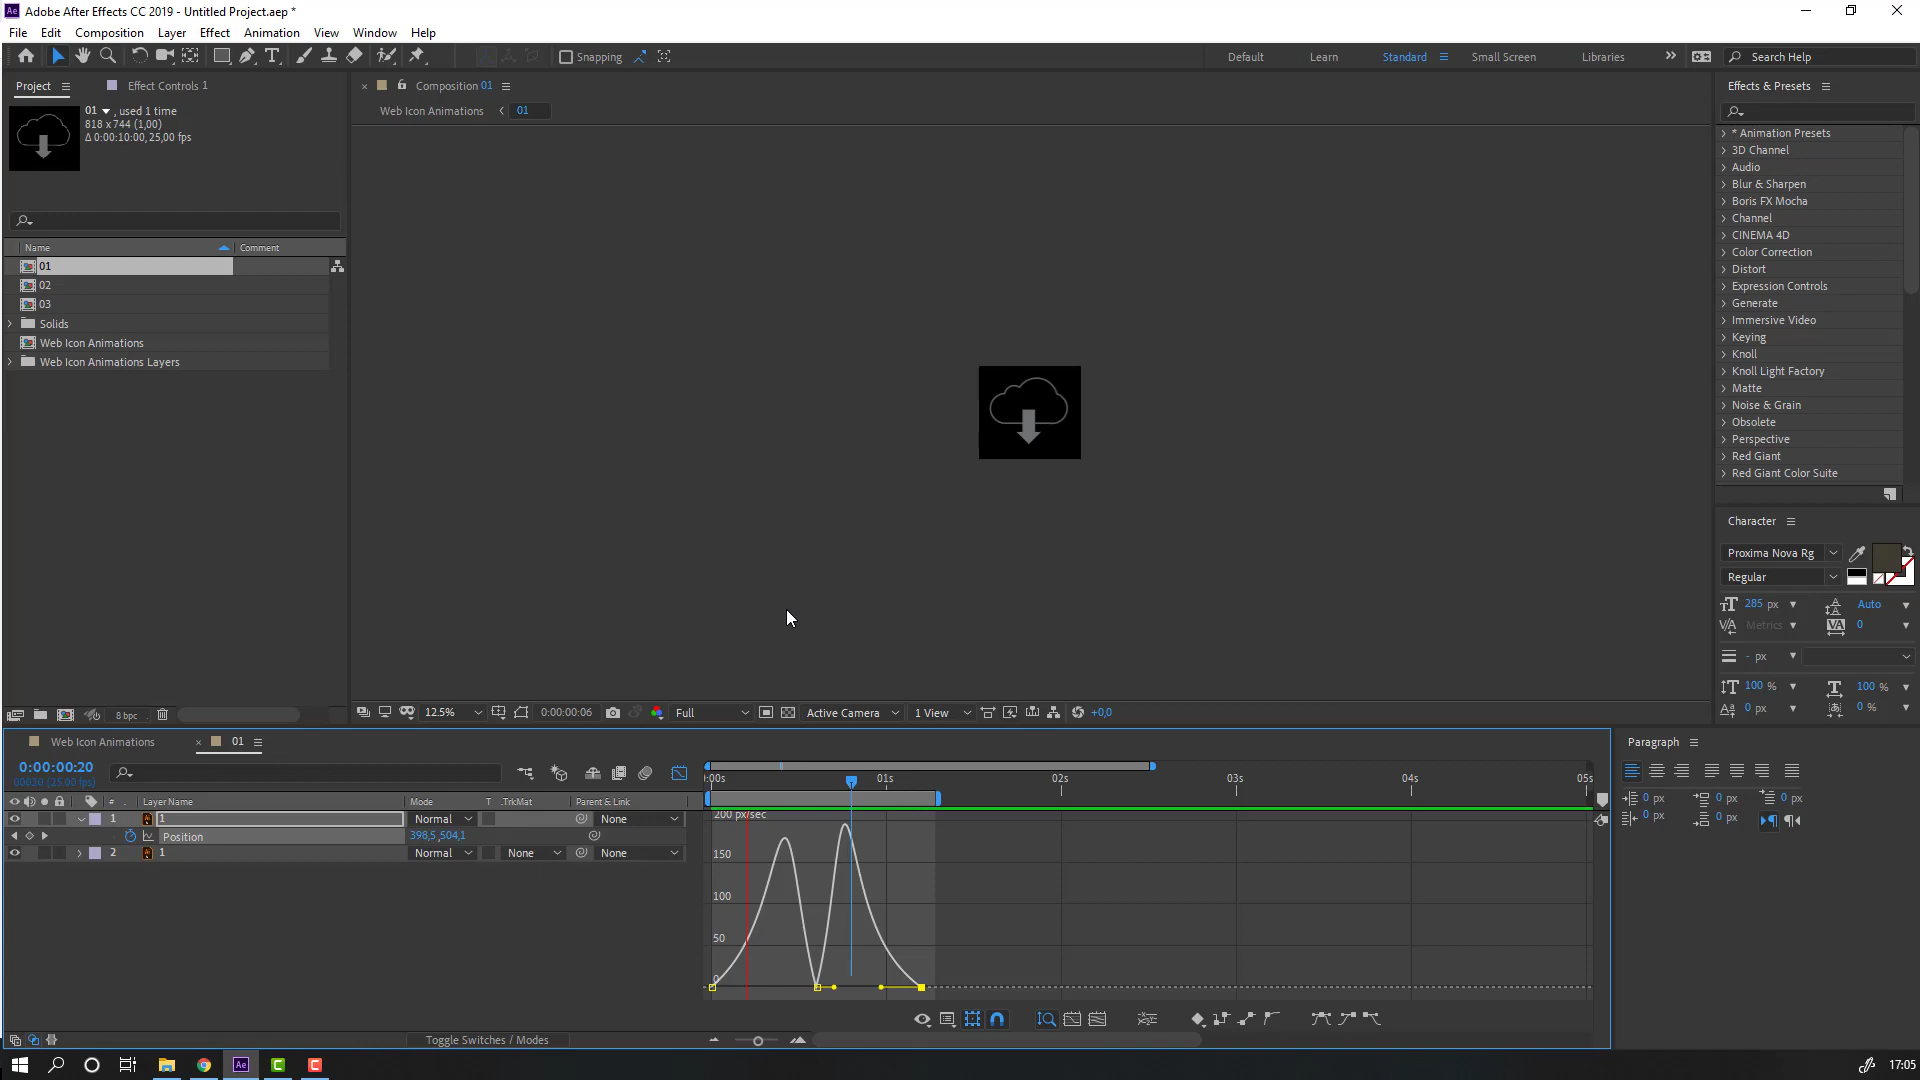 Adobe After Effects CC 2019 - Untitled Project.aep *
File Edit Composition Layer Effect Animation View Window Help
Snapping Default Learn Standard Small Screen Libraries Search Help
Project Effect Controls 1
01 , used 1 time
818 x 744 (1,00)
Δ 0:00:10:00, 25,00 fps
Name Comment
01
02
03
Solids
Web Icon Animations
Web Icon Animations Layers
8 bpc
Composition 01
Web Icon Animations 01
12.5% 0:00:00:06 Full Active Camera 1 View +0,0
Effects & Presets
* Animation Presets
3D Channel
Audio
Blur & Sharpen
Boris FX Mocha
Channel
CINEMA 4D
Color Correction
Distort
Expression Controls
Generate
Immersive Video
Keying
Knoll
Knoll Light Factory
Matte
Noise & Grain
Obsolete
Perspective
Red Giant
Red Giant Color Suite
Character
Proxima Nova Rg
Regular
285 px Auto
Metrics 0
- px
100 % 100 %
0 px 0 %
Web Icon Animations 01
0:00:00:20
00020 (25.00 fps)
# Layer Name Mode T .TrkMat Parent & Link
1 1 Normal None
Position 398,5,504,1
2 1 Normal None None
:00s 01s 02s 03s 04s 05s
200 px/sec
150
100
50
0
Toggle Switches / Modes
Paragraph
0 px 0 px 0 px
0 px 0 px
17:05